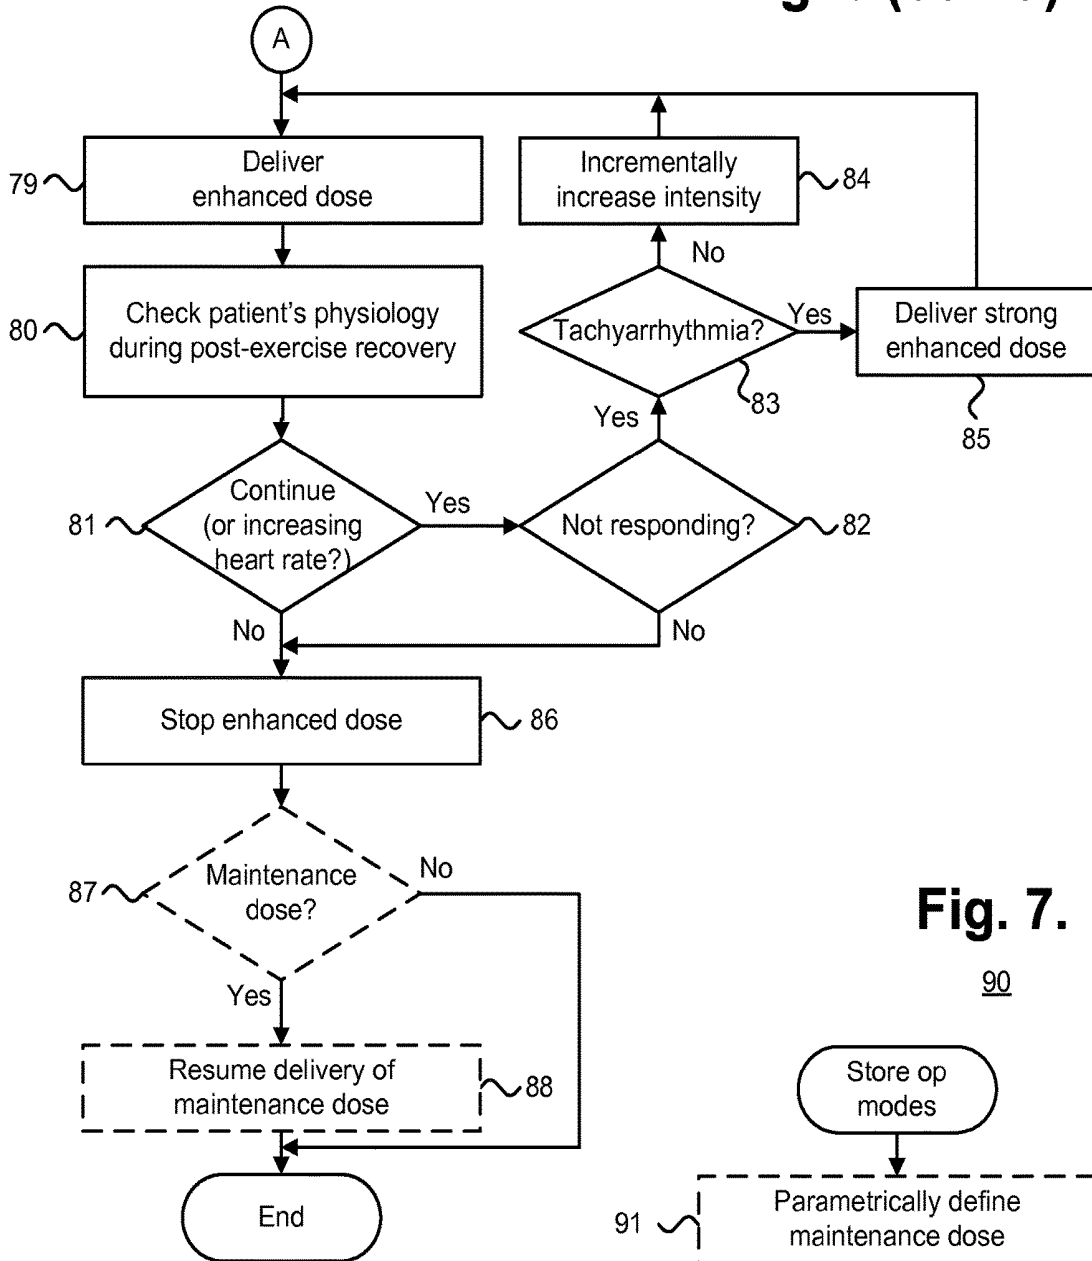 A
Deliver
enhanced dose
79
Incrementally
increase intensity
84
No
Check patient's physiology
during post-exercise recovery
80
Tachyarrhythmia?
Yes
83
Deliver strong
enhanced dose
85
Yes
Continue
(or increasing
heart rate?)
81
Yes
Not responding?
82
No
No
Stop enhanced dose
86
Maintenance
dose?
87
No
Yes
Resume delivery of
maintenance dose
88
End
Fig. 7.
90
Store op
modes
Parametrically define
maintenance dose
91